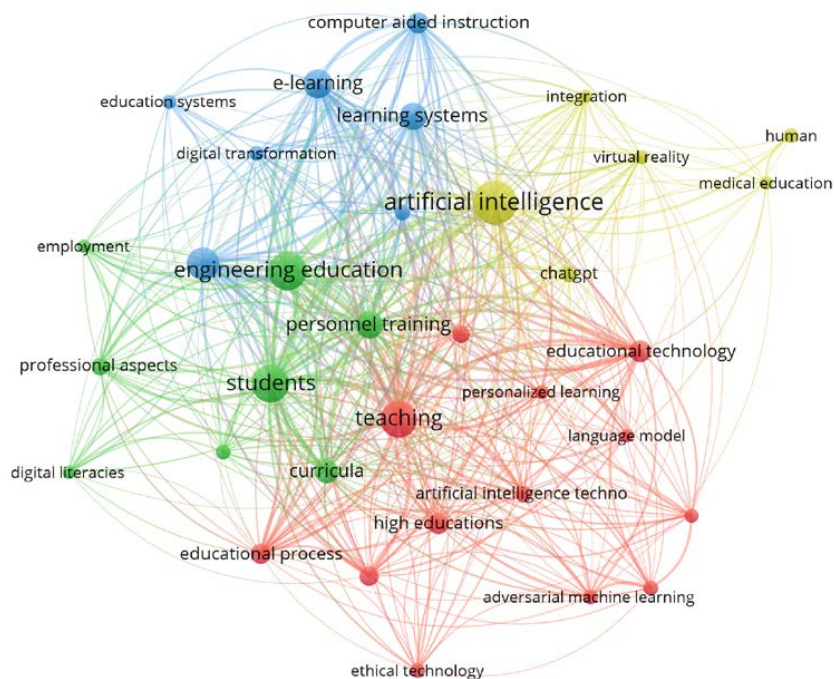 computer aided instruction
e-learning
education systems
learning systems
integration
human
digital transformation
virtual reality
medical education
artificial intelligence
employment
engineering education
chatgpt
personnel training
professional aspects
educational technology
students
personalized learning
teaching
language model
digital literacies
curricula
artificial intelligence techno
high educations
educational process
adversarial machine learning
ethical technology